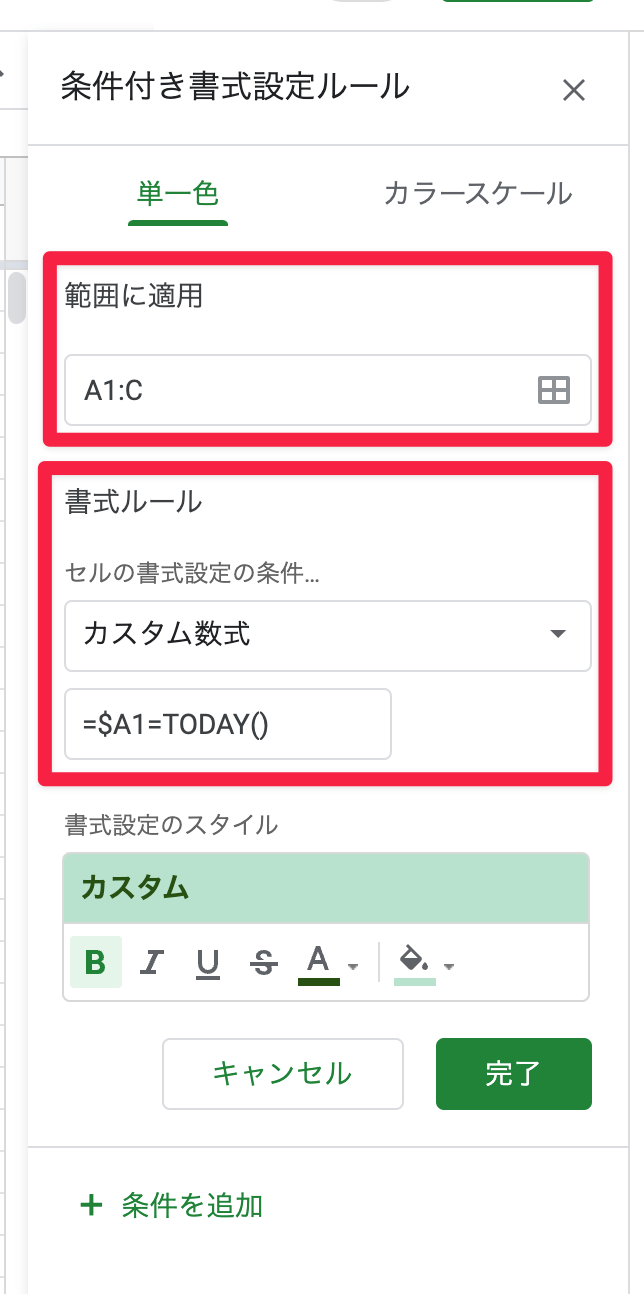 条件付き書式設定ルール
単一色
カラースケール
範囲に適用
A1:C
書式ルール
セルの書式設定の条件...
カスタム数式
=$A1=TODAY()
書式設定のスタイル
カスタム
B I U S A
キャンセル
完了
+ 条件を追加